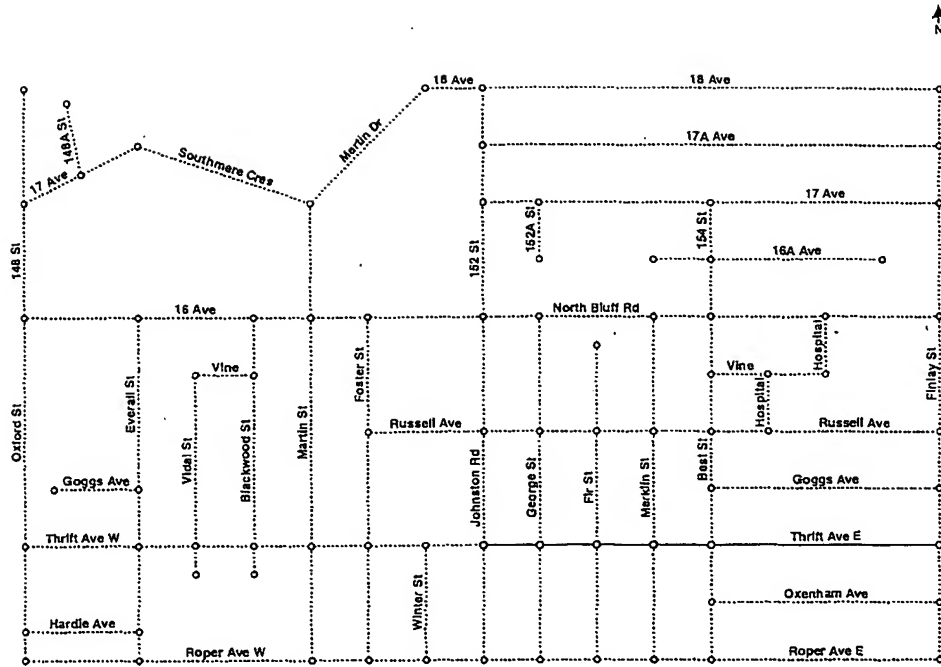 N
18 Ave
18 Ave
148A St
Martin Dr
17A Ave
Southmere Cres
17 Ave
17 Ave
152A St
154 St
148 St
152 St
16A Ave
16 Ave
North Bluff Rd
Hospital
Vine
Foster St
Vine
Finlay St
Everall St
Hospital
Oxford St
Vidal St
Blackwood St
Martin St
Russell Ave
Russell Ave
Johnston Rd
George St
Fir St
Merklin St
Best St
Goggs Ave
Goggs Ave
Thrift Ave W
Thrift Ave E
Winter St
Oxenham Ave
Hardie Ave
Roper Ave W
Roper Ave E